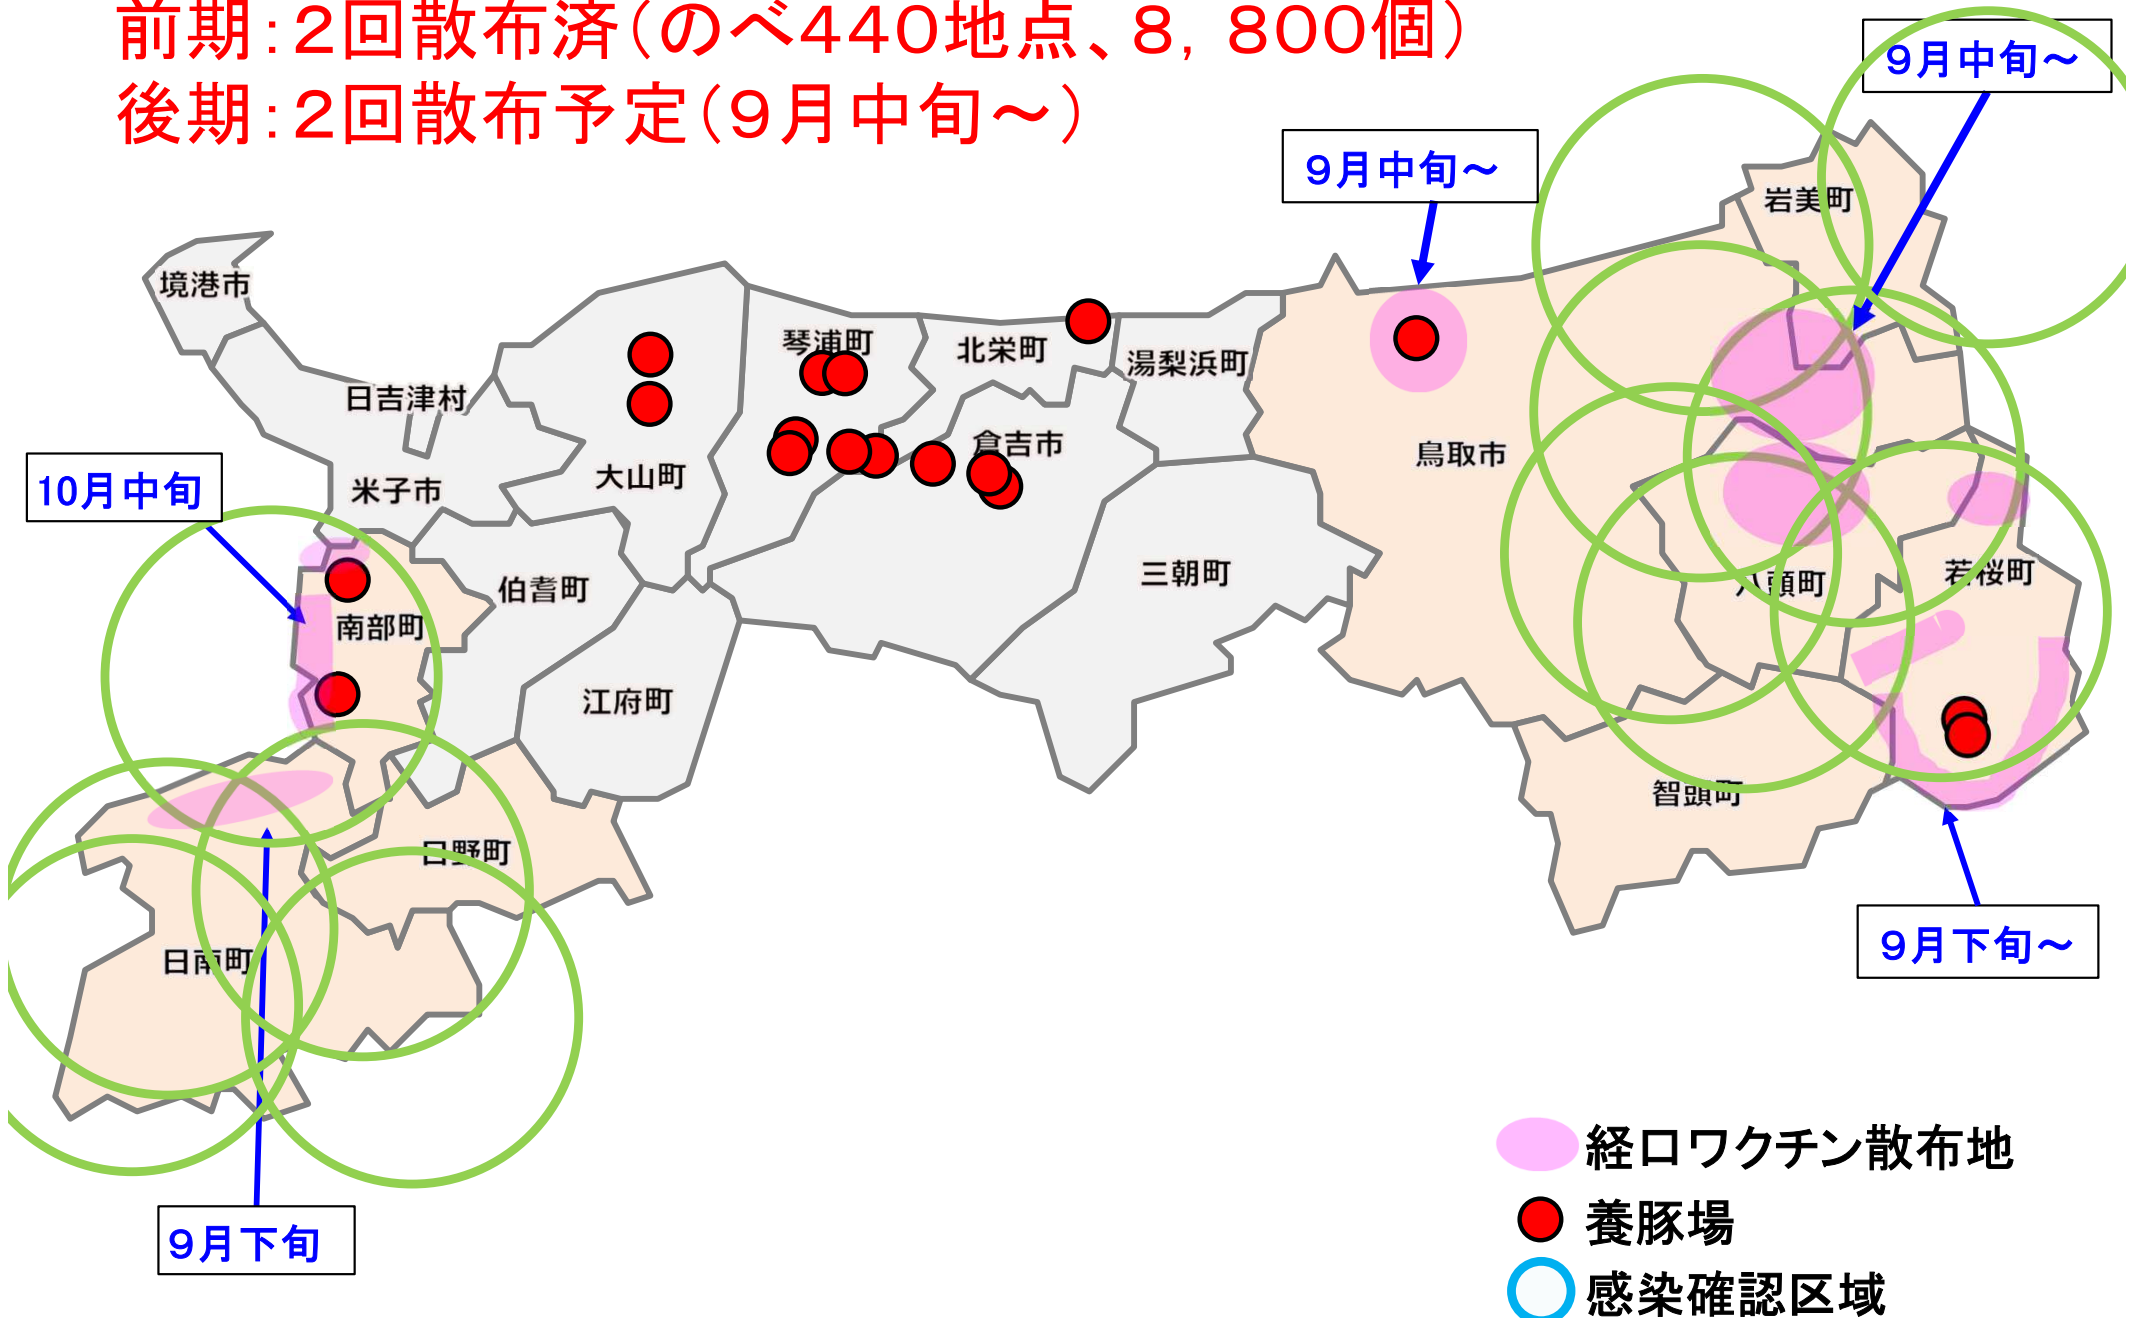 前期：２回散布済（のべ４４０地点、８，８００個）
後期：２回散布予定（９月中旬～）
９月中旬～
９月中旬～
岩美町
境港市
琴浦町
北栄町
湯梨浜町
日吉津村
倉吉市
鳥取市
大山町
米子市
10月中旬
三朝町
若桜町
八頭町
伯耆町
南部町
江府町
智頭町
日野町
９月下旬～
日南町
９月下旬
経口ワクチン散布地
養豚場
感染確認区域